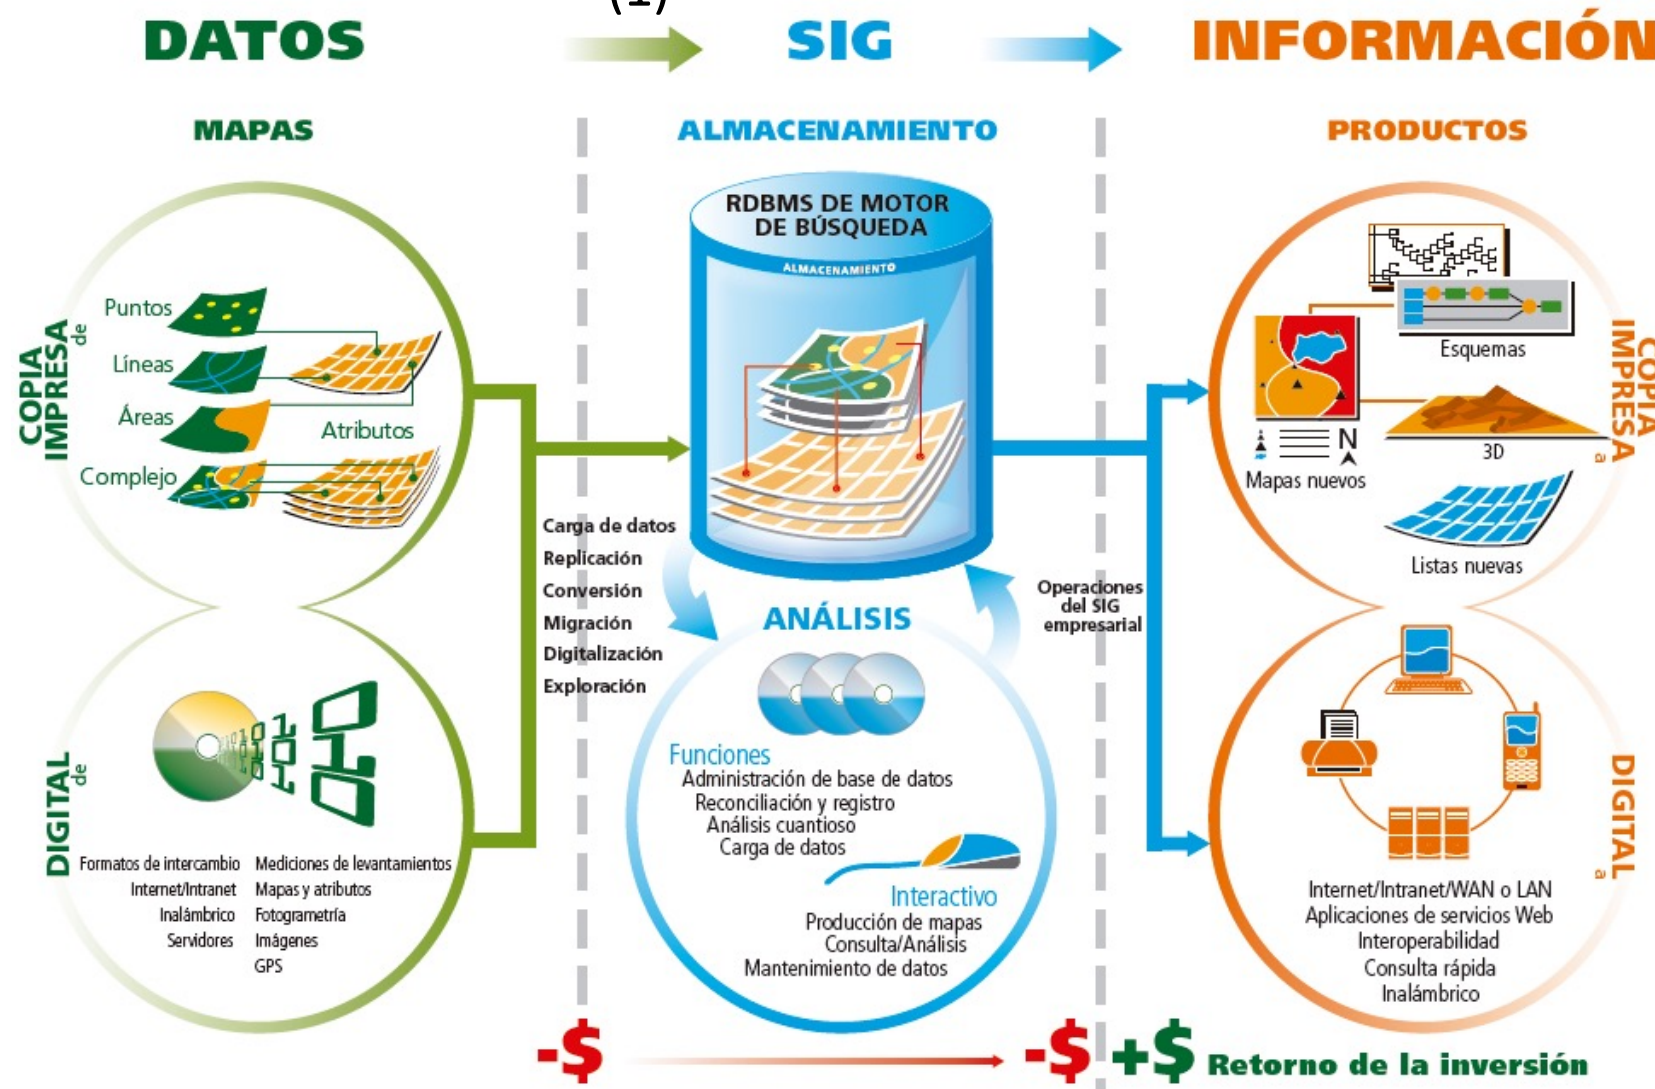 (1)
DATOS
SIG
INFORMACIÓN
MAPAS
COPIA
IMPRESA
de
Puntos
Líneas
Áreas
Atributos
Complejo
DIGITAL
de
Formatos de intercambio
Internet/Intranet
Inalámbrico
Servidores
Mediciones de levantamientos
Mapas y atributos
Fotogrametría
Imágenes
GPS
Carga de datos
Replicación
Conversión
Migración
Digitalización
Exploración
ALMACENAMIENTO
RDBMS DE MOTOR
DE BÚSQUEDA
ALMACENAMIENTO
ANÁLISIS
Funciones
Administración de base de datos
Reconciliación y registro
Análisis cuantioso
Carga de datos
Interactivo
Producción de mapas
Consulta/Análisis
Mantenimiento de datos
Operaciones
del SIG
empresarial
PRODUCTOS
Esquemas
N
Mapas nuevos
3D
Listas nuevas
COPIA
IMPRESA
a
DIGITAL
a
Internet/Intranet/WAN o LAN
Aplicaciones de servicios Web
Interoperabilidad
Consulta rápida
Inalámbrico
-$
-$
+$ Retorno de la inversión